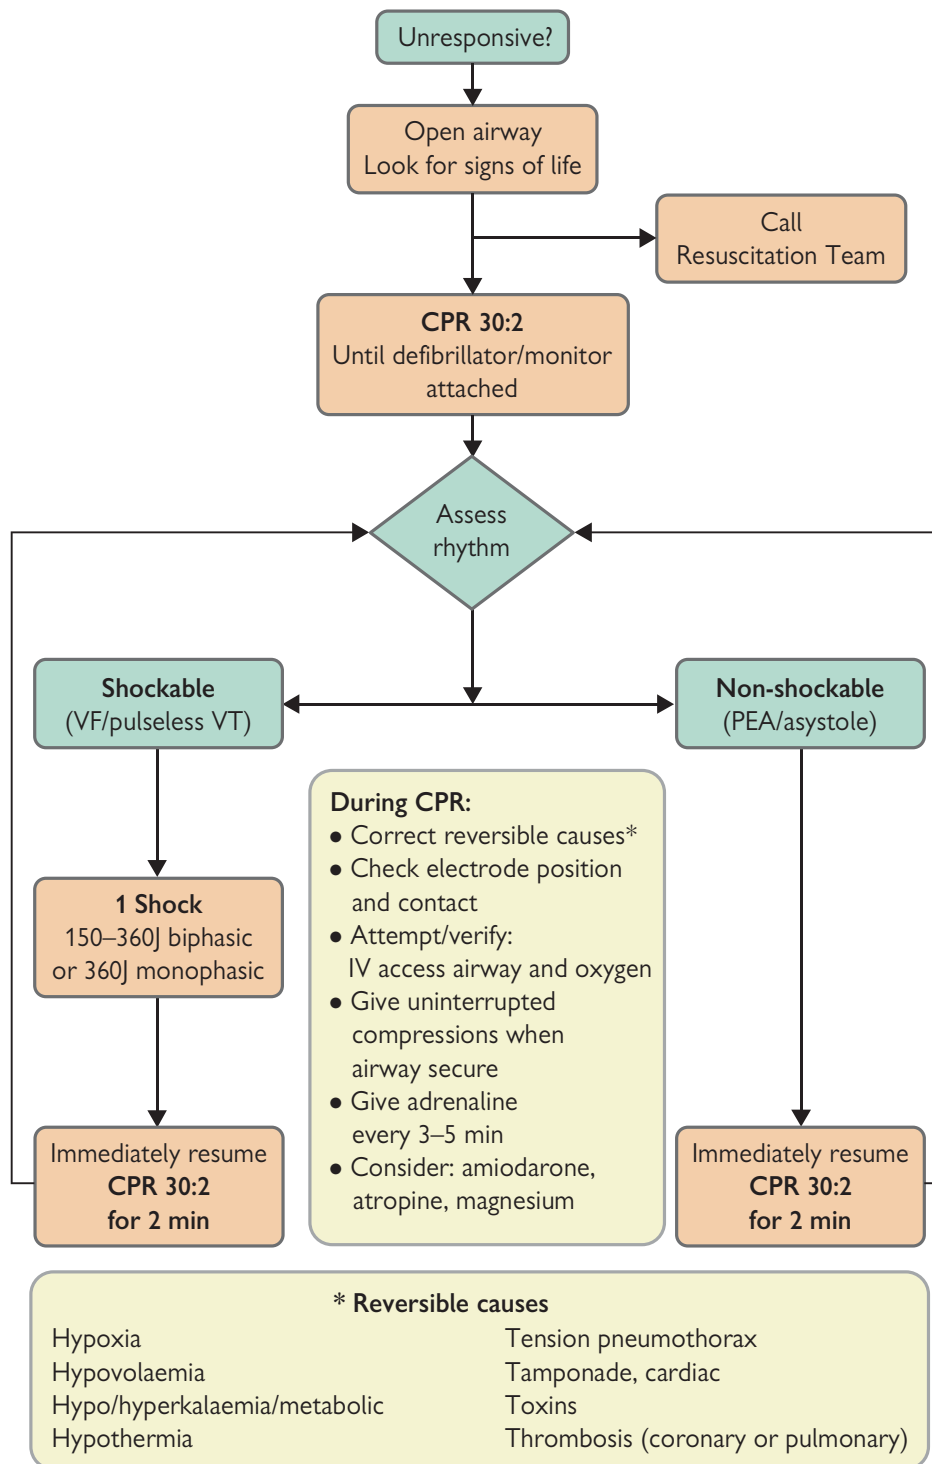 Unresponsive?
Open airway
Look for signs of life
Call
Resuscitation Team
CPR 30:2
Until defibrillator/monitor
attached
Assess
rhythm
Shockable
(VF/pulseless VT)
Non-shockable
(PEA/asystole)
1 Shock
150–360J biphasic
or 360J monophasic
Immediately resume
CPR 30:2
for 2 min
During CPR:
• Correct reversible causes*
• Check electrode position
and contact
• Attempt/verify:
IV access airway and oxygen
• Give uninterrupted
compressions when
airway secure
• Give adrenaline
every 3–5 min
• Consider: amiodarone,
atropine, magnesium
Immediately resume
CPR 30:2
for 2 min
* Reversible causes
Hypoxia
Hypovolaemia
Hypo/hyperkalaemia/metabolic
Hypothermia
Tension pneumothorax
Tamponade, cardiac
Toxins
Thrombosis (coronary or pulmonary)